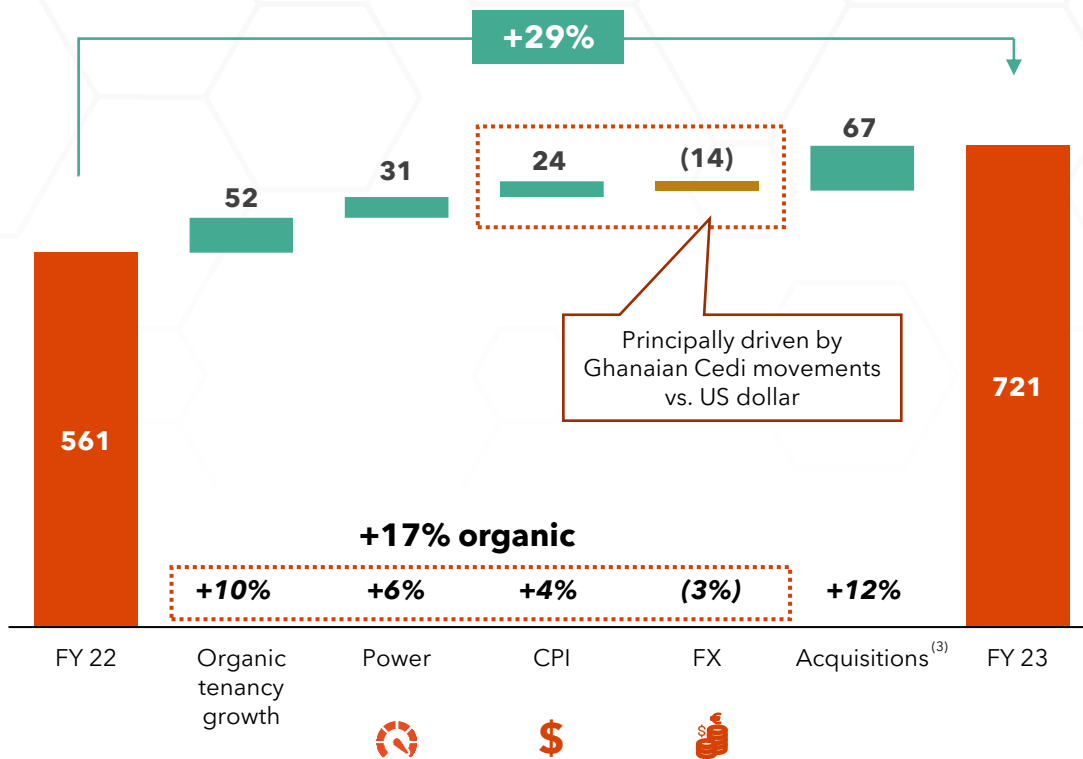 +29%
52
31
24
(14)
67
Principally driven by
Ghanaian Cedi movements
vs. US dollar
561
721
+17% organic
+10%
+6%
+4%
(3%)
+12%
FY 22
Organic
tenancy
growth
Power
CPI
FX
Acquisitions(3)
FY 23
$
$ €